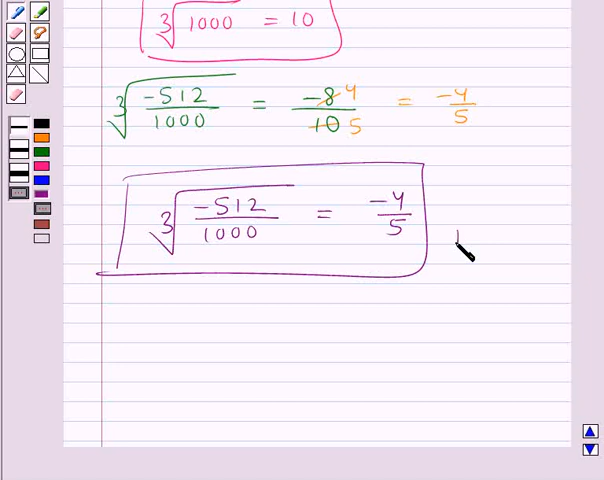 ∛1000 = 10
∛(-512/1000) = -8/10 4/5 = -4/5
∛(-512/1000) = -4/5